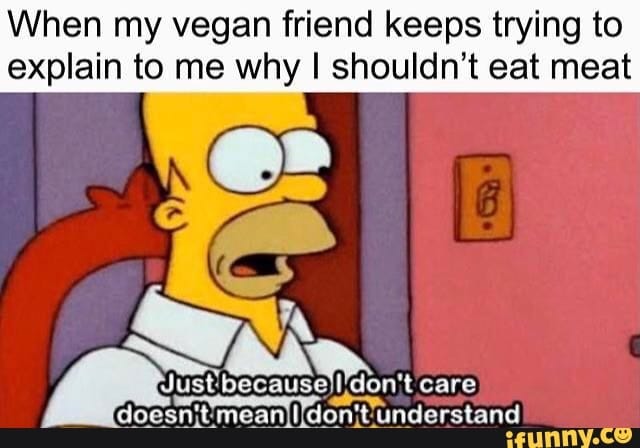 When my vegan friend keeps trying to
explain to me why I shouldn't eat meat
Just because I don't care
doesn't mean I don't understand
ifunny.co